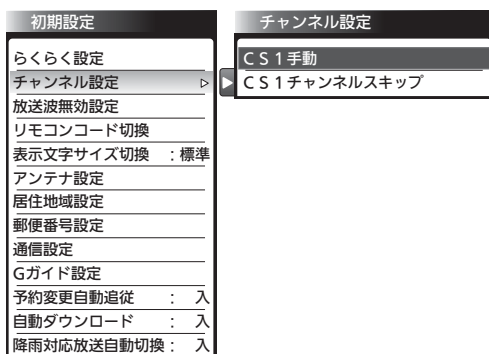 初期設定
らくらく設定
チャンネル設定 ▷
放送波無効設定
リモコンコード切換
表示文字サイズ切換 ：標準
アンテナ設定
居住地域設定
郵便番号設定
通信設定
Gガイド設定
予約変更自動追従 ： 入
自動ダウンロード ： 入
降雨対応放送自動切換： 入
チャンネル設定
ＣＳ１手動
ＣＳ１チャンネルスキップ